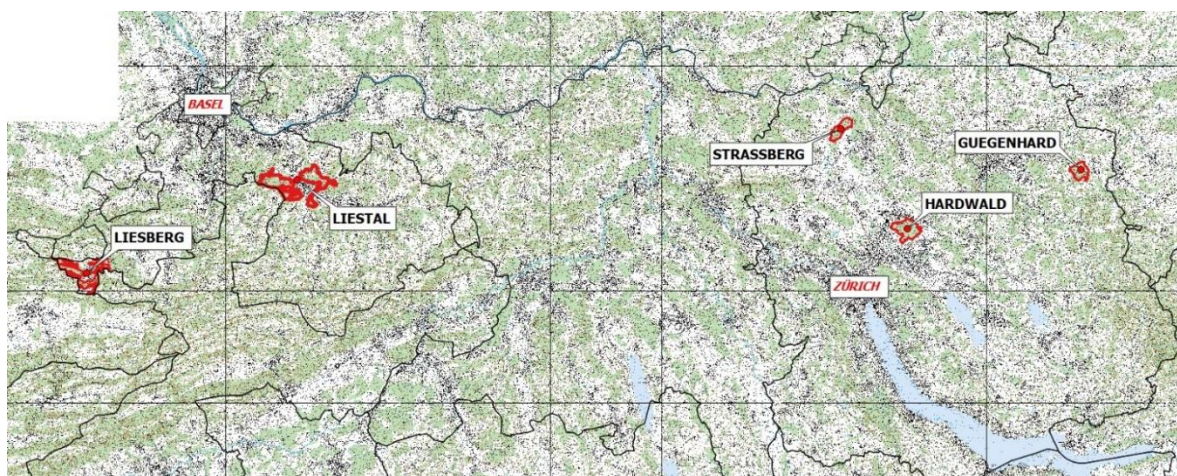 BASEL
STRASSBERG
GUEGENHARD
LIESTAL
HARDWALD
LIESBERG
ZÜRICH